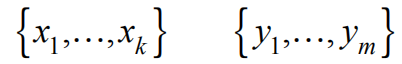 {x₁,…,xₖ} {y₁,…,yₘ}